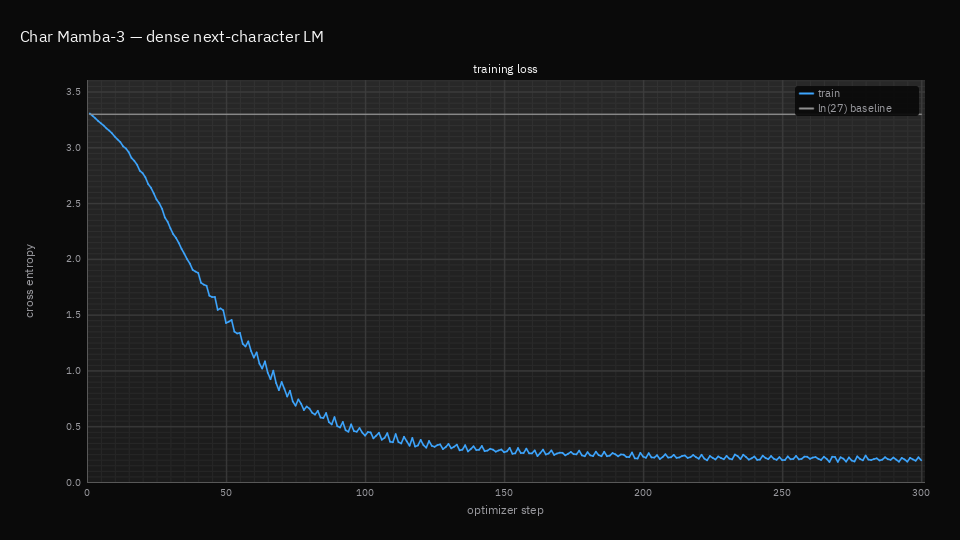 Char Mamba-3 — dense next-character LM
training loss
train
ln(27) baseline
3.5
3.0
2.5
2.0
1.5
1.0
0.5
0.0
cross entropy
0 50 100 150 200 250 300
optimizer step